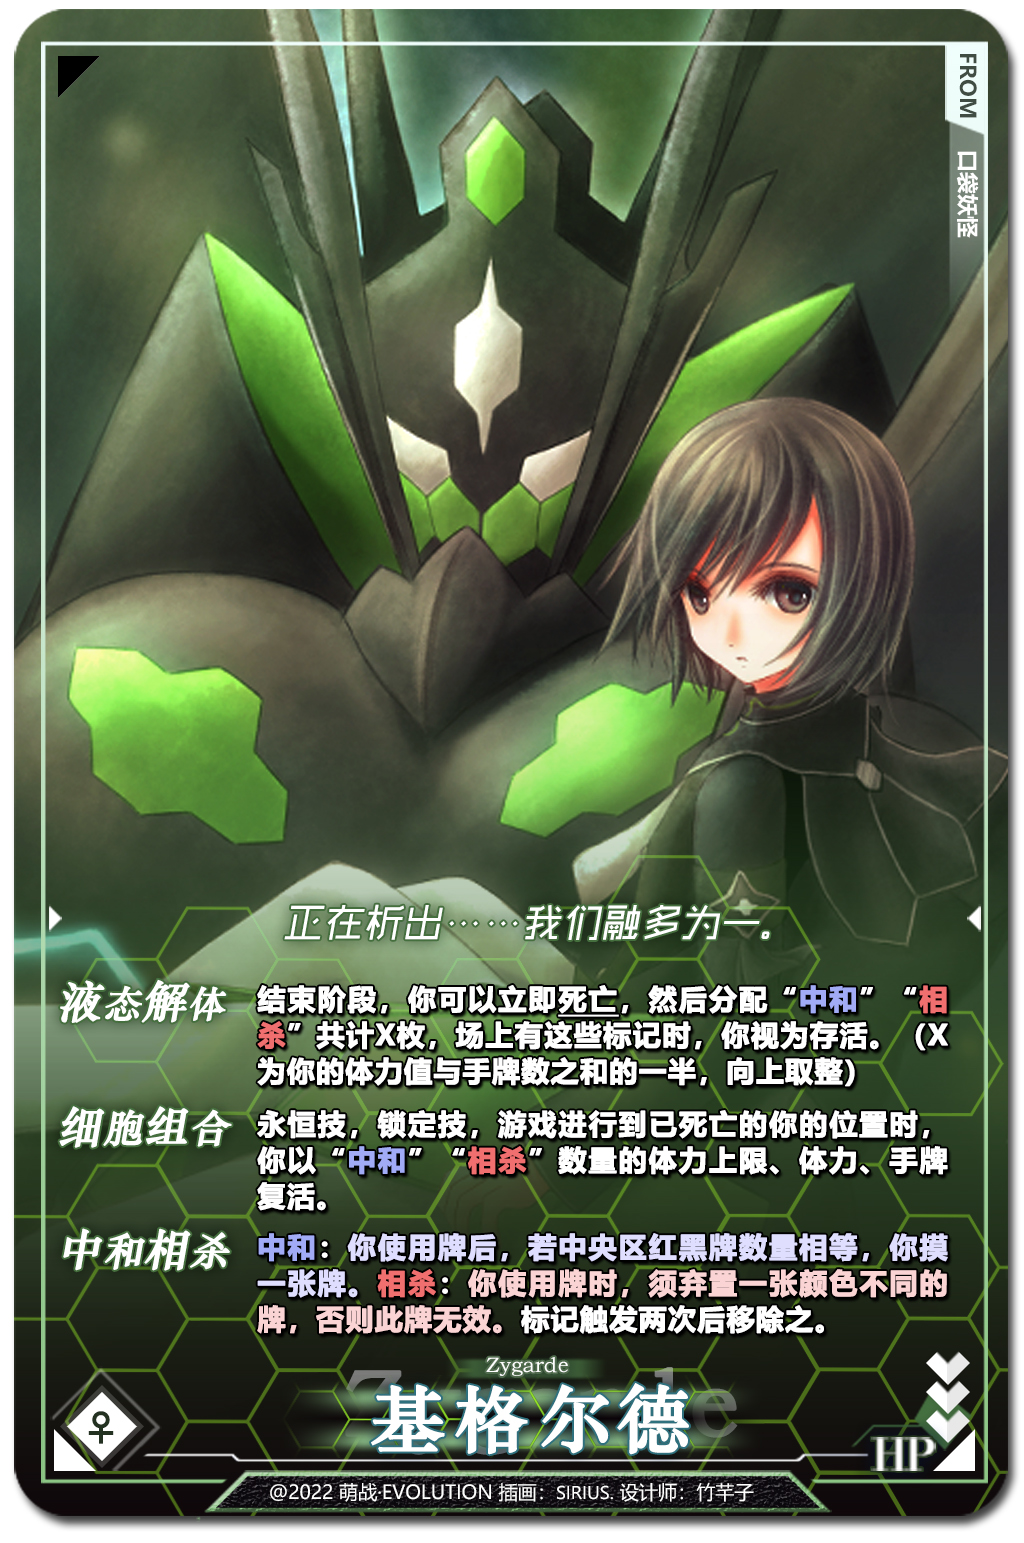 FROM 口袋妖怪
正在析出……我们融多为一。
液态解体
结束阶段，你可以立即死亡，然后分配“中和”“相
杀”共计X枚，场上有这些标记时，你视为存活。（X
为你的体力值与手牌数之和的一半，向上取整）
细胞组合
永恒技，锁定技，游戏进行到已死亡的你的位置时，
你以“中和”“相杀”数量的体力上限、体力、手牌
复活。
中和相杀
中和：你使用牌后，若中央区红黑牌数量相等，你摸
一张牌。相杀：你使用牌时，须弃置一张颜色不同的
牌，否则此牌无效。标记触发两次后移除之。
Zygarde
基格尔德
HP
@2022 萌战·EVOLUTION 插画：SIRIUS. 设计师：竹芊子